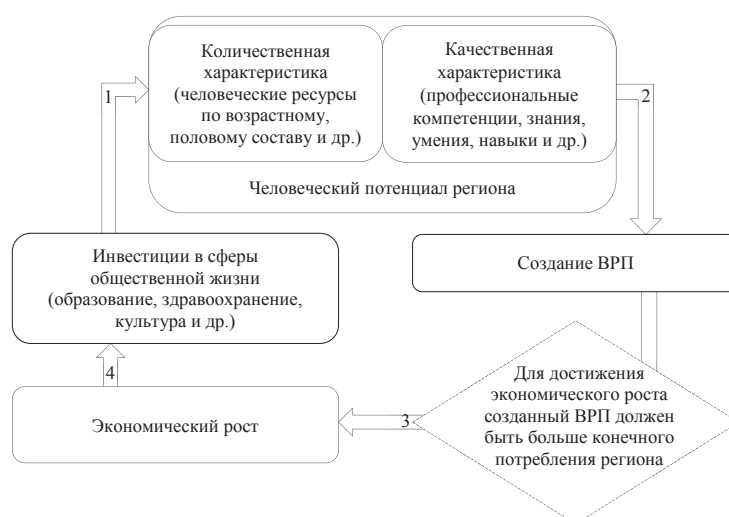 Количественная
характеристика
(человеческие ресурсы
по возрастному,
половому составу и др.)
Качественная
характеристика
(профессиональные
компетенции, знания,
умения, навыки и др.)
Человеческий потенциал региона
1
2
Инвестиции в сферы
общественной жизни
(образование, здравоохранение,
культура и др.)
Создание ВРП
4
Для достижения
экономического роста
созданный ВРП должен
быть больше конечного
потребления региона
3
Экономический рост